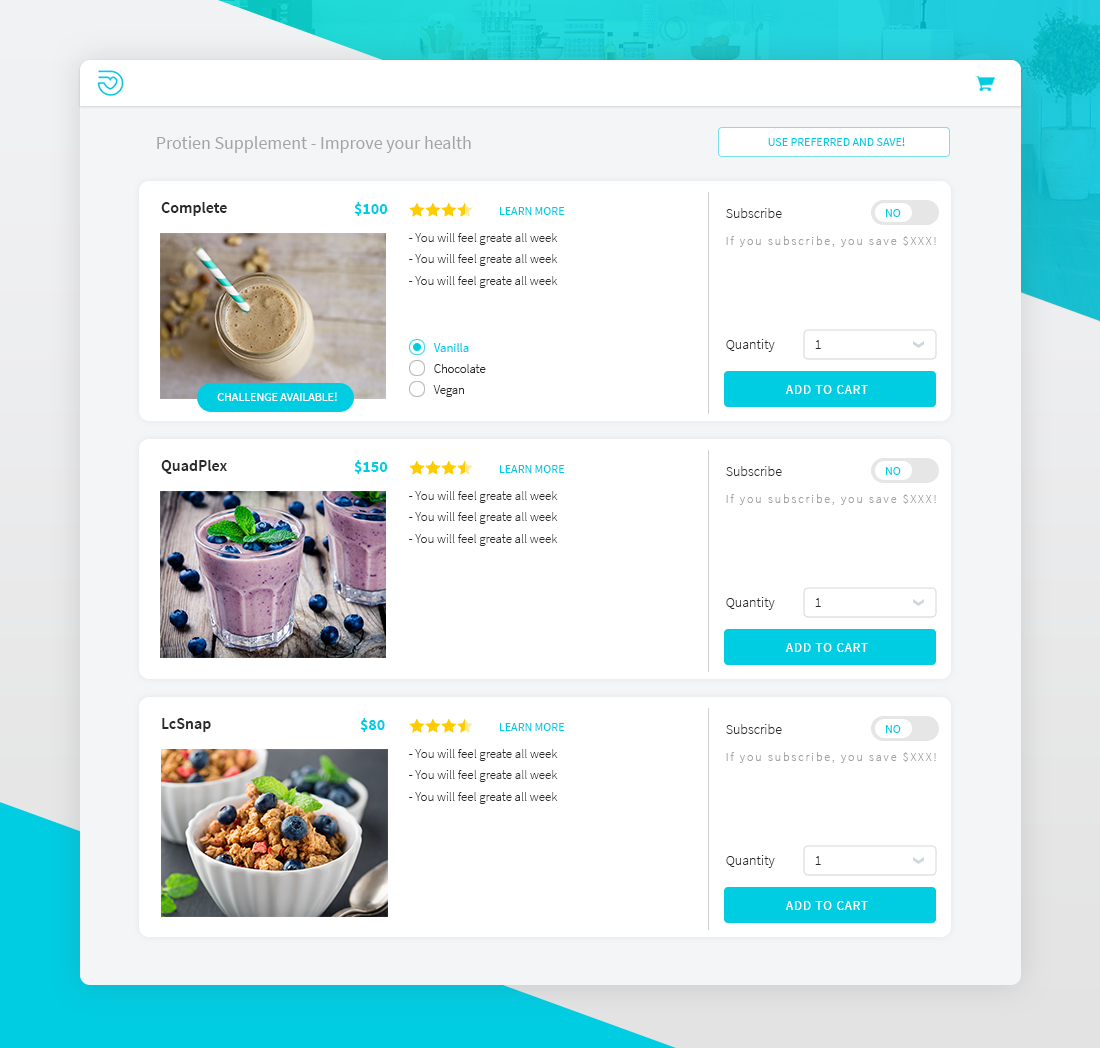 Protien Supplement - Improve your health
USE PREFERRED AND SAVE!
Complete
$100
LEARN MORE
- You will feel greate all week
- You will feel greate all week
- You will feel greate all week
Vanilla
Chocolate
Vegan
CHALLENGE AVAILABLE!
Subscribe
NO
If you subscribe, you save $XXX!
Quantity
1
ADD TO CART
QuadPlex
$150
LEARN MORE
- You will feel greate all week
- You will feel greate all week
- You will feel greate all week
Subscribe
NO
If you subscribe, you save $XXX!
Quantity
1
ADD TO CART
LcSnap
$80
LEARN MORE
- You will feel greate all week
- You will feel greate all week
- You will feel greate all week
Subscribe
NO
If you subscribe, you save $XXX!
Quantity
1
ADD TO CART